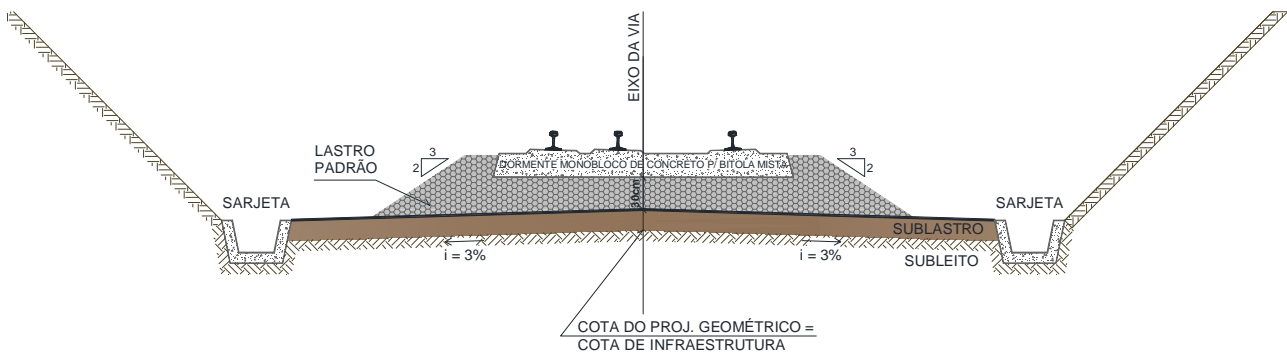 EIXO DA VIA
LASTRO
PADRÃO
3
2
3
2
DORMENTE MONOBLOCO DE CONCRETO P/ BITOLA MISTA
30cm
SARJETA
SARJETA
SUBLASTRO
SUBLEITO
i = 3%
i = 3%
COTA DO PROJ. GEOMÉTRICO =
COTA DE INFRAESTRUTURA